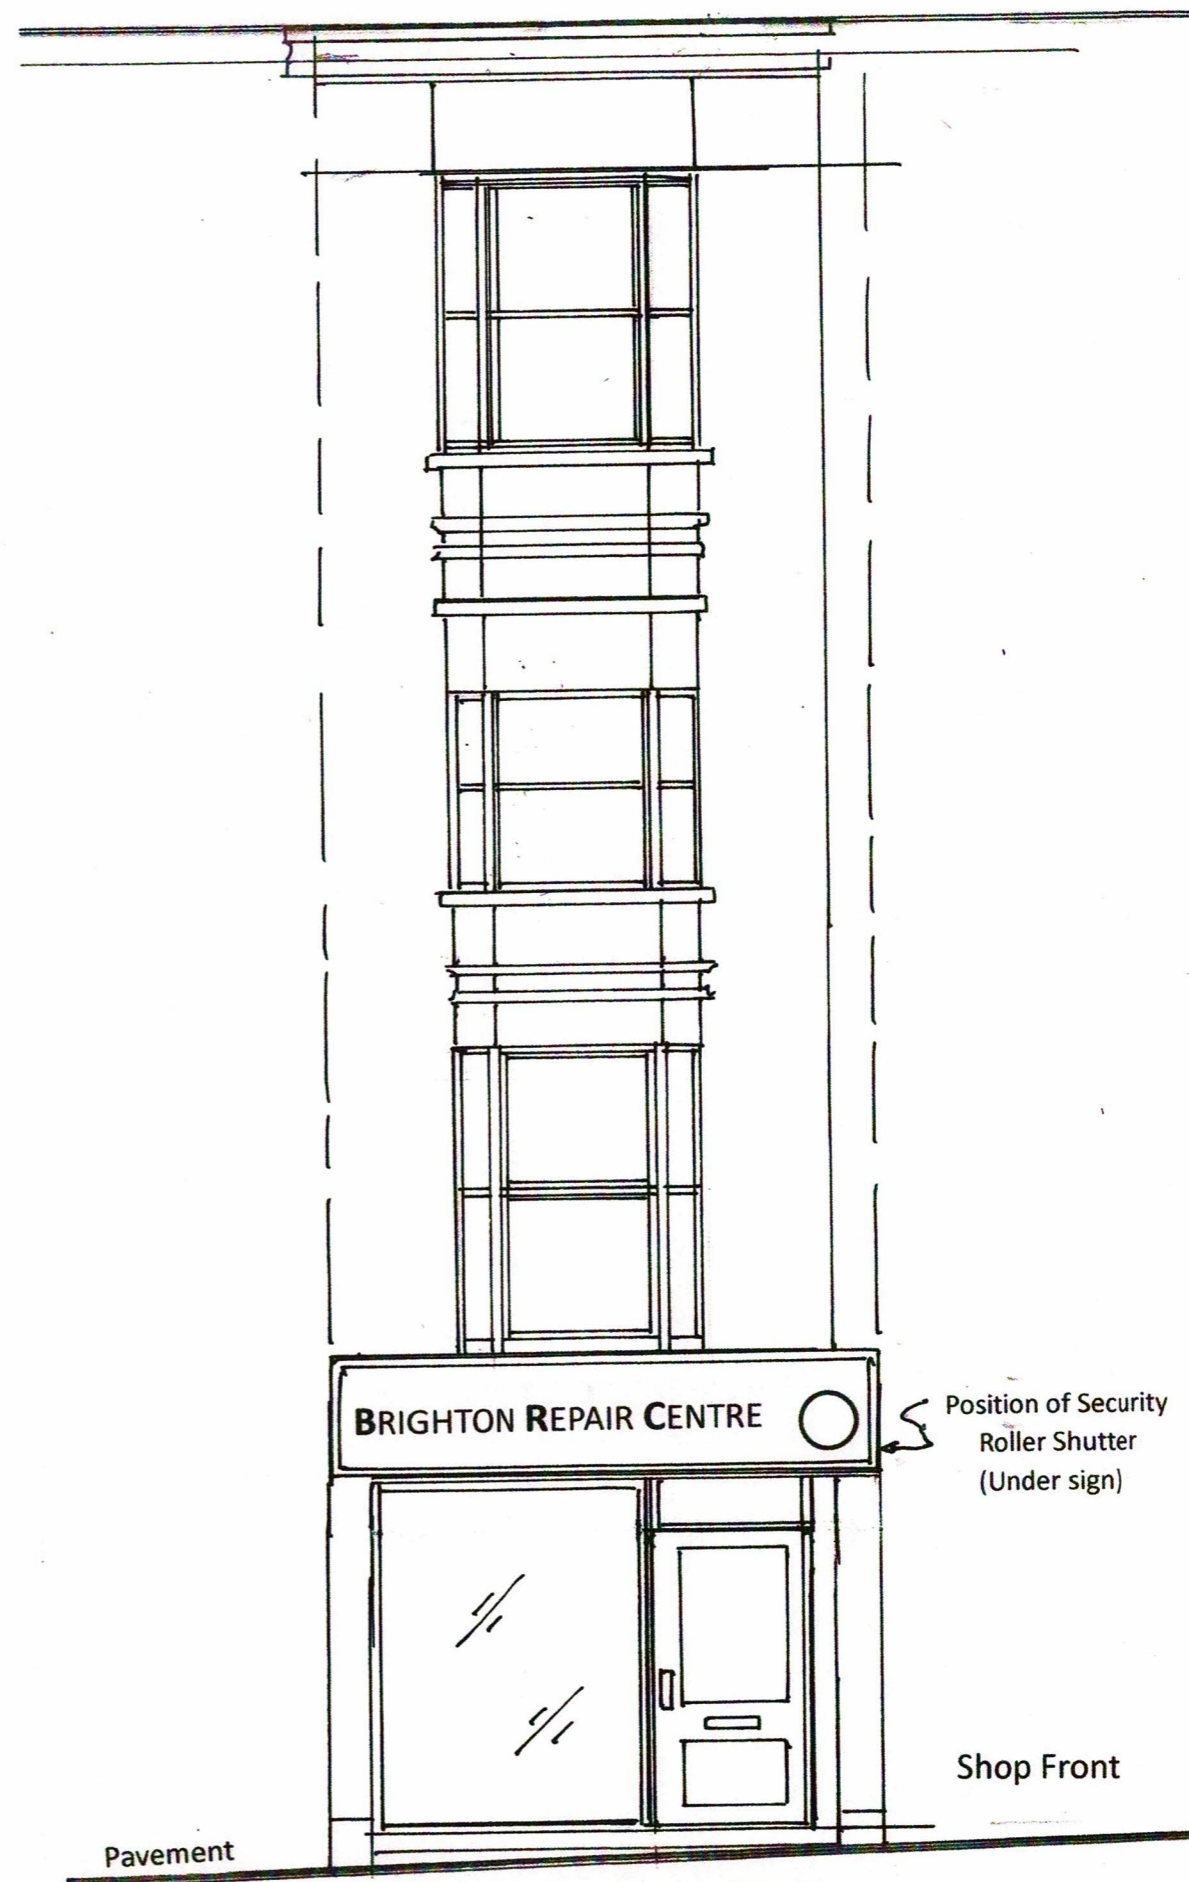 BRIGHTON REPAIR CENTRE
Position of Security
Roller Shutter
(Under sign)
Shop Front
Pavement